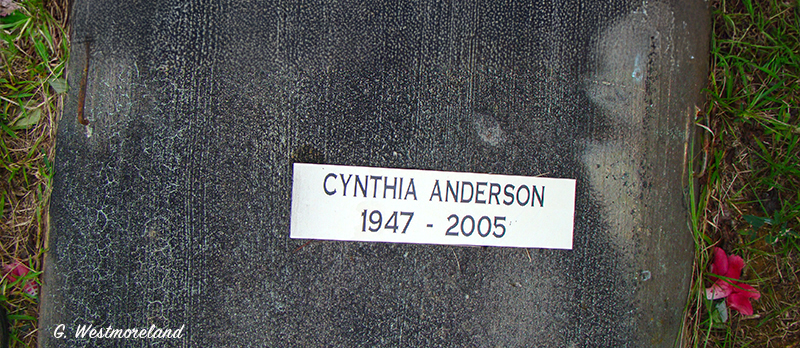 CYNTHIA ANDERSON
1947 - 2005
G. Westmoreland